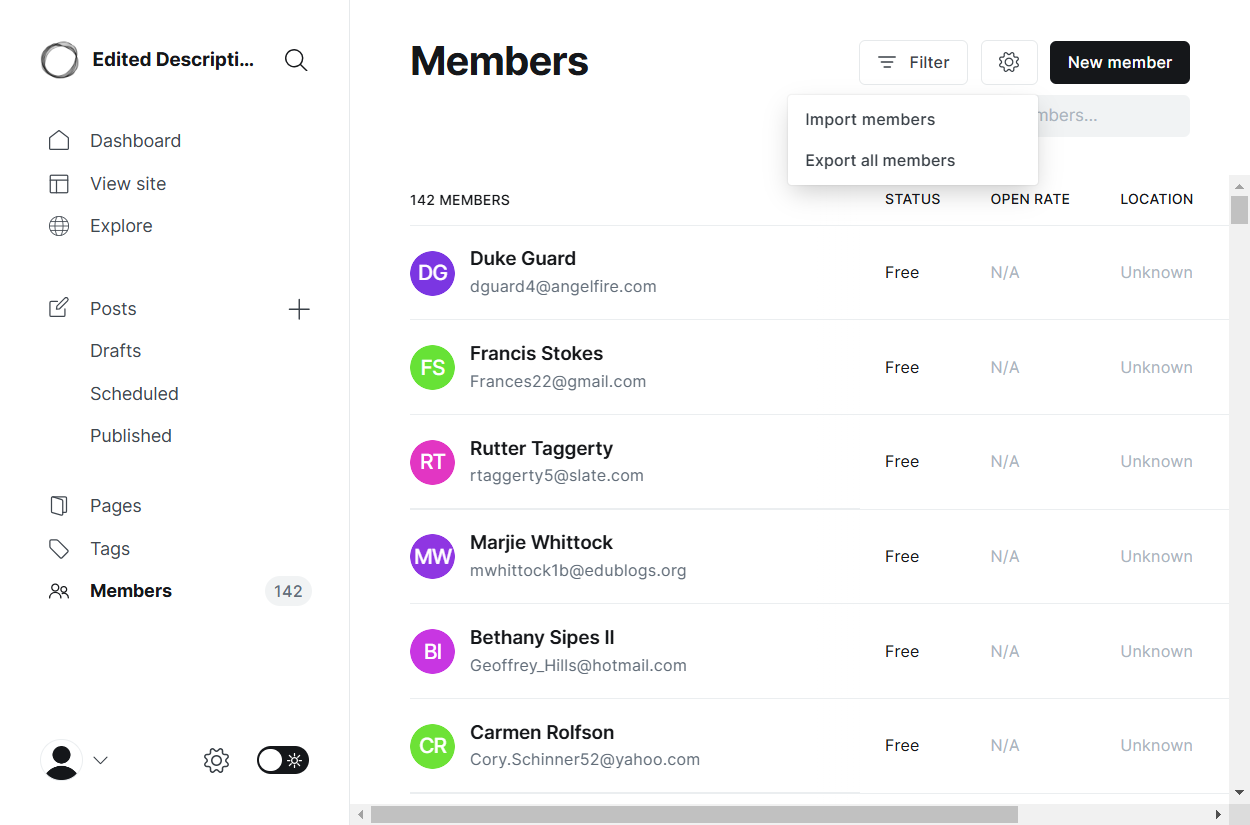 Edited Descripti...
Dashboard
View site
Explore
Posts
Drafts
Scheduled
Published
Pages
Tags
Members 142
Members
Filter
New member
mbers...
Import members
Export all members
142 MEMBERS STATUS OPEN RATE LOCATION
DG Duke Guard
dguard4@angelfire.com
Free N/A Unknown
FS Francis Stokes
Frances22@gmail.com
Free N/A Unknown
RT Rutter Taggerty
rtaggerty5@slate.com
Free N/A Unknown
MW Marjie Whittock
mwhittock1b@edublogs.org
Free N/A Unknown
BI Bethany Sipes II
Geoffrey_Hills@hotmail.com
Free N/A Unknown
CR Carmen Rolfson
Cory.Schinner52@yahoo.com
Free N/A Unknown